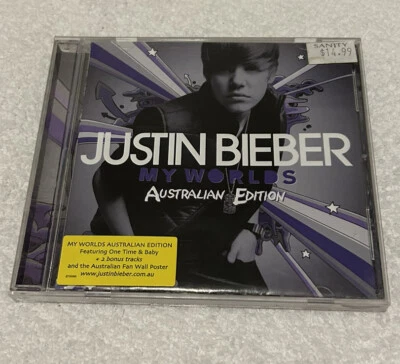 SANITY
$14.99
JUSTIN BIEBER
MY WORLDS
AUSTRALIAN EDITION
MY WORLDS AUSTRALIAN EDITION
Featuring One Time & Baby
+ 2 bonus tracks
and the Australian Fan Wall Poster
www.justinbieber.com.au